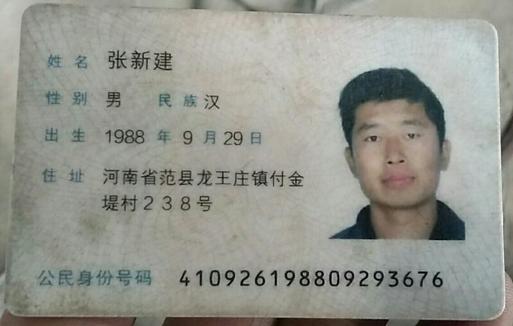 姓名 张新建
性别 男 民族 汉
出生 1988 年 9 月 29 日
住址 河南省范县龙王庄镇付金
堤村238号
公民身份号码 410926198809293676